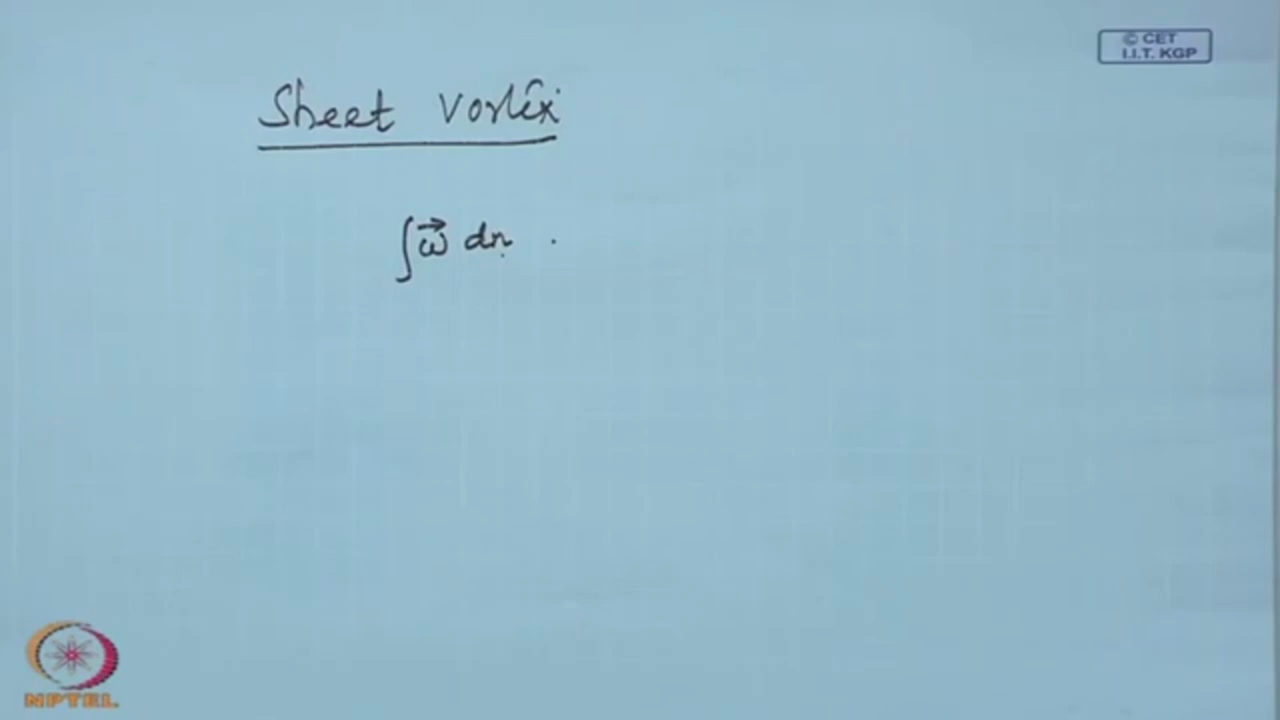 © CET
I.I.T. KGP
Sheet Vortex
∫ω⃗ dn .
NPTEL